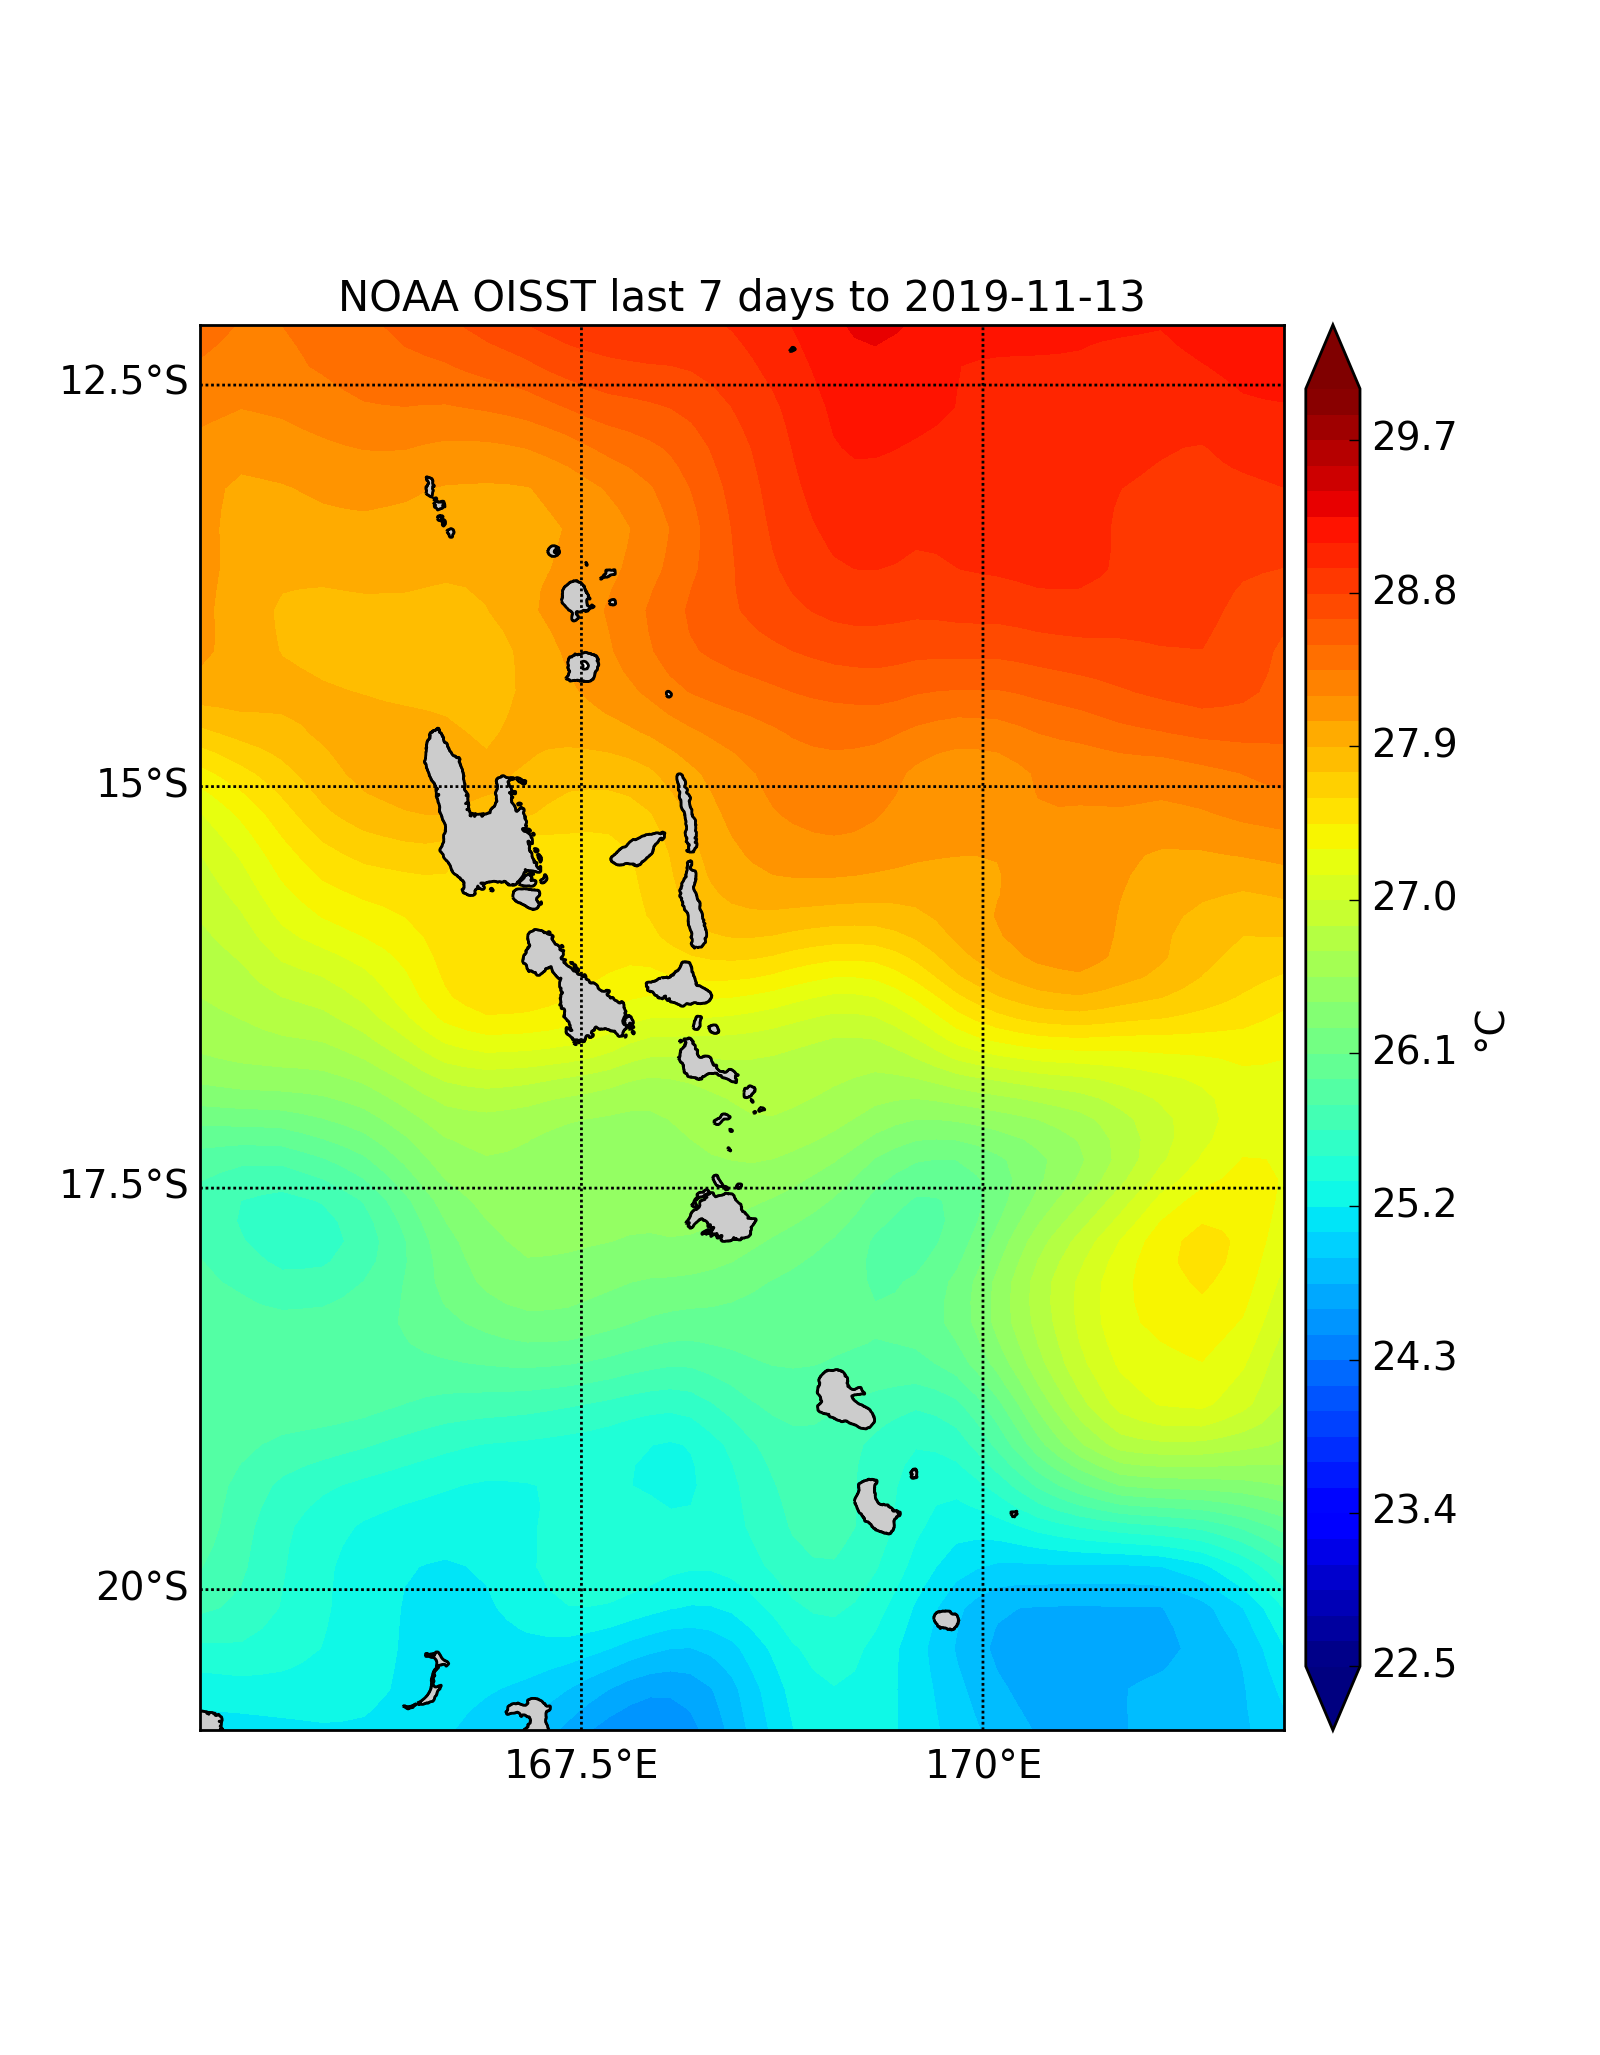 NOAA OISST last 7 days to 2019-11-13
12.5°S
15°S
17.5°S
20°S
167.5°E
170°E
29.7
28.8
27.9
27.0
26.1
25.2
24.3
23.4
22.5
°C